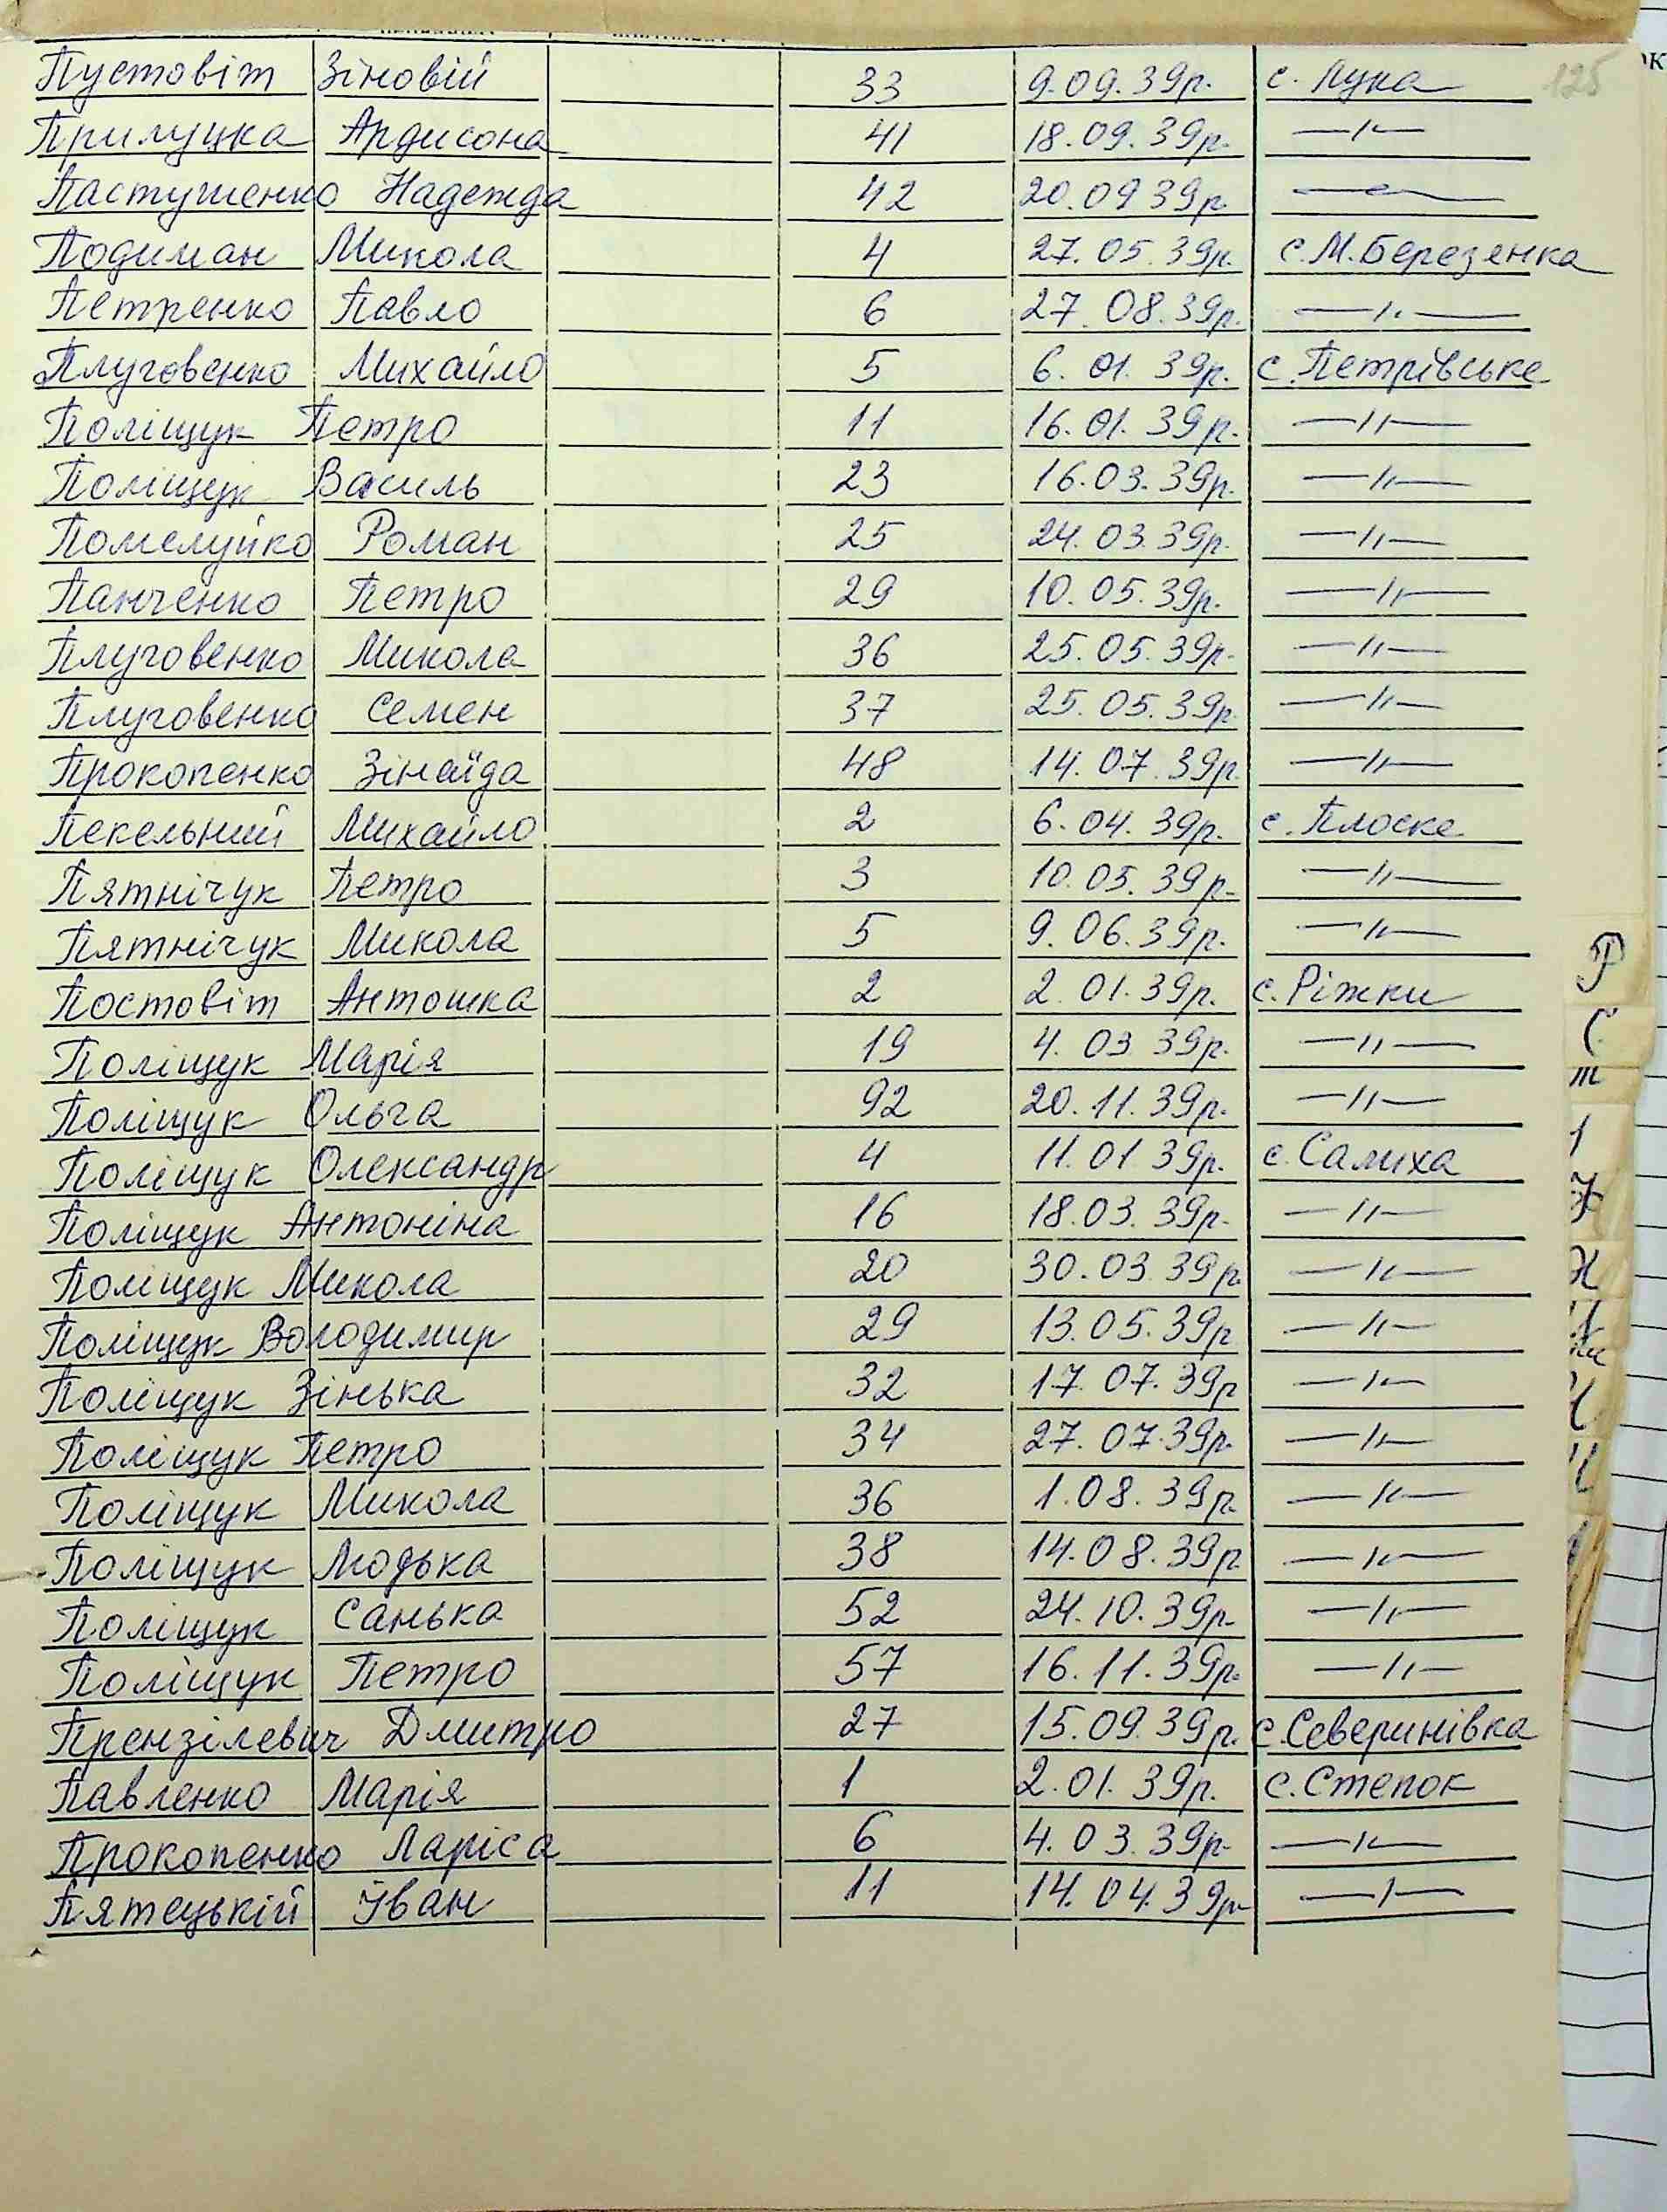 Пустовіт Зіновій 33 9.09.39р. с. Лука 125
Прилуцка Ардисона 41 18.09.39р. —"—
Пастушенко Надежда 42 20.09 39р. —"—
Подиман Микола 4 27.05.39р. с.М.Березенка
Петренко Павло 6 27.08.39р. —"—
Плуговенко Михайло 5 6.01.39р. с.Петрівське
Поліщук Петро 11 16.01.39р. —"—
Поліщук Василь 23 16.03.39р. —"—
Помелуйко Роман 25 24.03.39р. —"—
Панченко Петро 29 10.05.39р. —"—
Плуговенко Микола 36 25.05.39р. —"—
Плуговенко Семен 37 25.05.39р. —"—
Прокопенко Зінаїда 48 14.07.39р. —"—
Пекельний Михайло 2 6.04.39р. с.Плоске
Пятнічук Петро 3 10.05.39р. —"—
Пятнічук Микола 5 9.06.39р. —"—
Постовіт Антошка 2 2.01.39р. с.Ріжки
Поліщук Марія 19 4.03 39р. —"—
Поліщук Ольга 92 20.11.39р. —"—
Поліщук Олександр 4 11.01.39р. с.Салиха
Поліщук Антоніна 16 18.03.39р. —"—
Поліщук Микола 20 30.03.39р. —"—
Поліщук Володимир 29 13.05.39р —"—
Поліщук Зінька 32 17.07.39р —"—
Поліщук Петро 34 27.07.39р. —"—
Поліщук Микола 36 1.08.39р. —"—
Поліщук Людька 38 14.08.39р. —"—
Поліщук Санька 52 24.10.39р. —"—
Поліщук Петро 57 16.11.39р. —"—
Прензілевич Дмитро 27 15.09.39р. с.Северинівка
Павленко Марія 1 2.01.39р. с.Степок
Прокопенко Ларіса 6 4.03.39р. —"—
Пятецькій Іван 11 14.04.39р. —"—
Р
С
Т